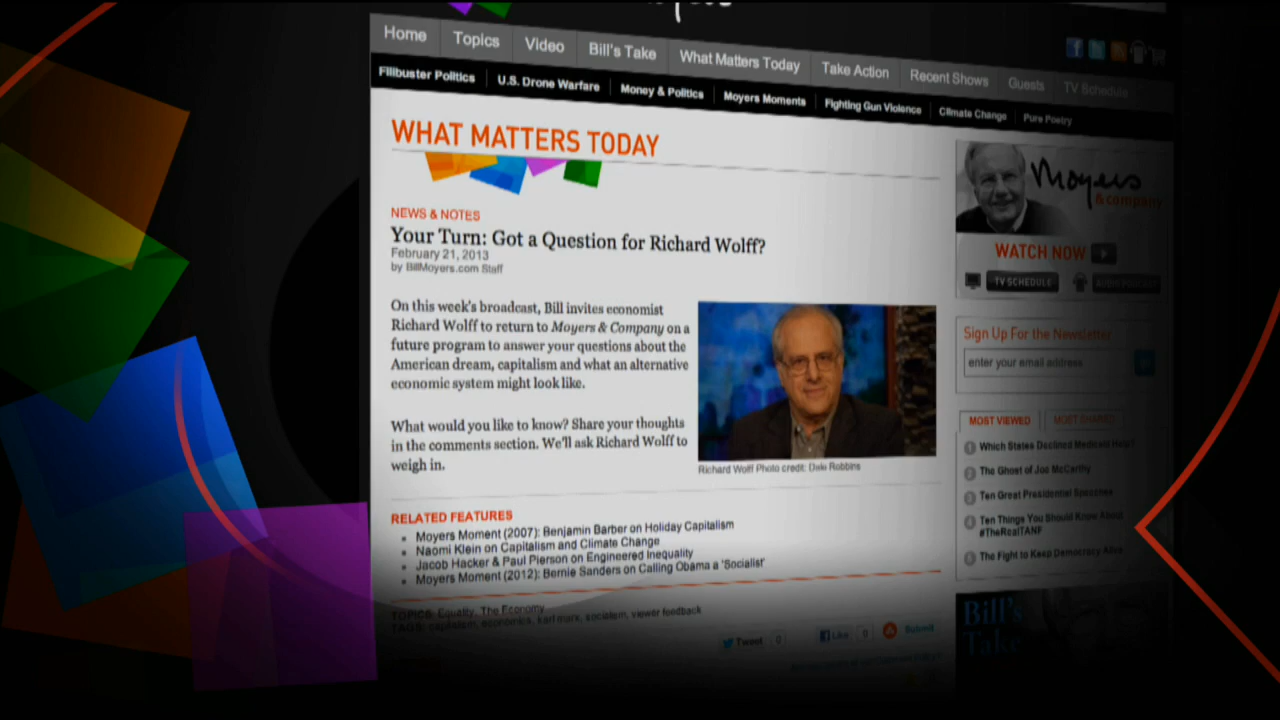 Home Topics Video Bill's Take What Matters Today Take Action Recent Shows Guests TV Schedule
Filibuster Politics U.S. Drone Warfare Money & Politics Moyers Moments Fighting Gun Violence Climate Change Pure Poetry
WHAT MATTERS TODAY
NEWS & NOTES
Your Turn: Got a Question for Richard Wolff?
February 21, 2013
by BillMoyers.com Staff
On this week's broadcast, Bill invites economist
Richard Wolff to return to Moyers & Company on a
future program to answer your questions about the
American dream, capitalism and what an alternative
economic system might look like.
What would you like to know? Share your thoughts
in the comments section. We'll ask Richard Wolff to
weigh in.
Richard Wolff Photo credit: Dale Robbins
RELATED FEATURES
Moyers Moment (2007): Benjamin Barber on Holiday Capitalism
Naomi Klein on Capitalism and Climate Change
Jacob Hacker & Paul Pierson on Engineered Inequality
Moyers Moment (2012): Bernie Sanders on Calling Obama a 'Socialist'
TOPICS: Equality, The Economy
TAGS: capitalism, economics, karl marx, socialism, viewer feedback
Tweet 0 Like 0 Submit
Moyers
& company
WATCH NOW
TV SCHEDULE AUDIO PODCAST
Sign Up For the Newsletter
enter your email address
MOST VIEWED MOST SHARED
1 Which States Declined Medicaid Help?
2 The Ghost of Joe McCarthy
3 Ten Great Presidential Speeches
4 Ten Things You Should Know About
#TheRealTANF
5 The Fight to Keep Democracy Alive
Bill's
Take